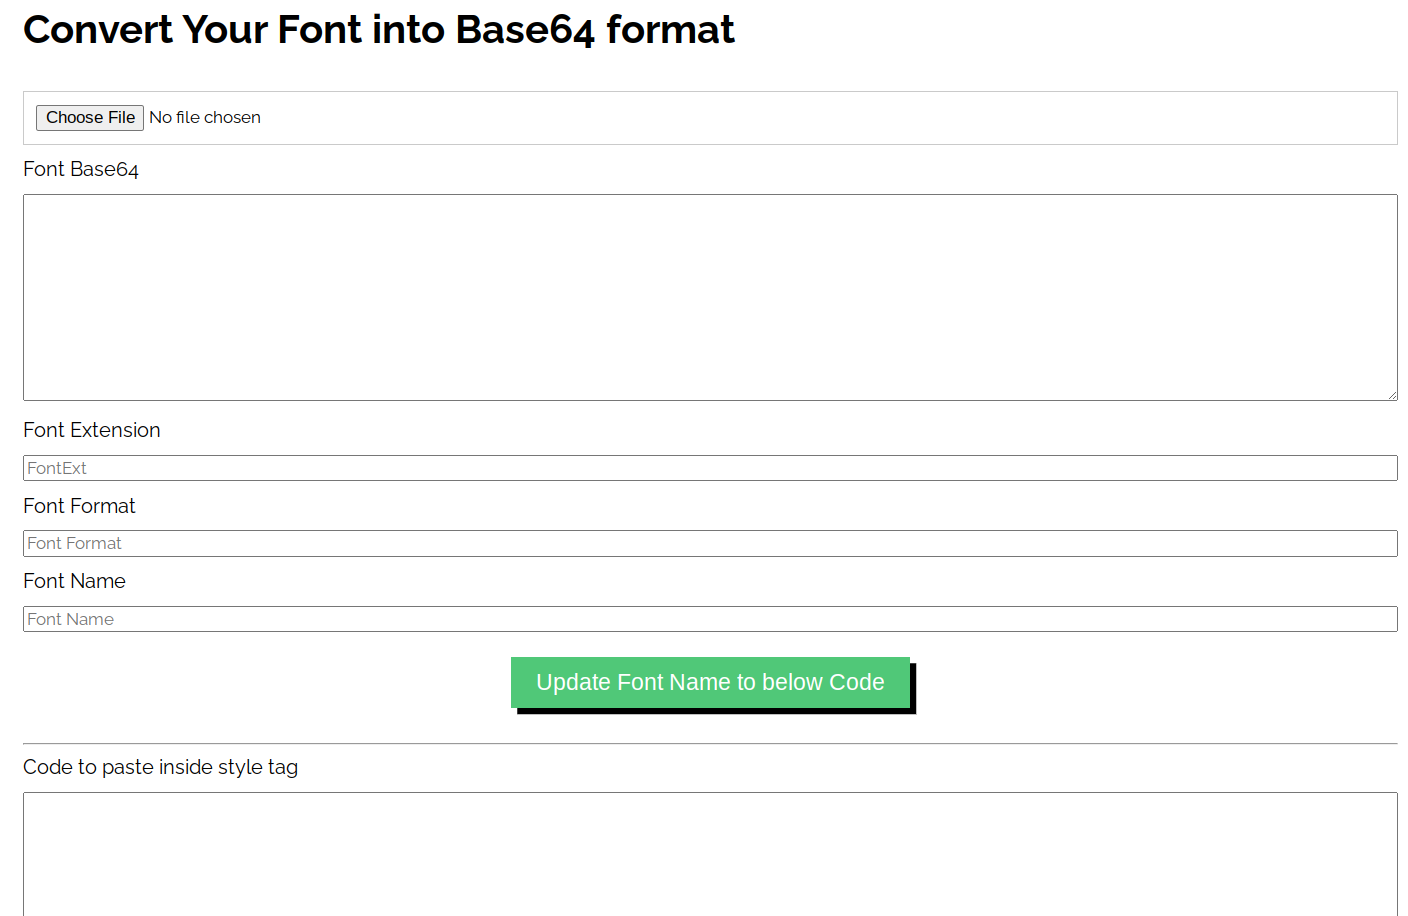 Convert Your Font into Base64 format
Choose File No file chosen
Font Base64
Font Extension
FontExt
Font Format
Font Format
Font Name
Font Name
Update Font Name to below Code
Code to paste inside style tag